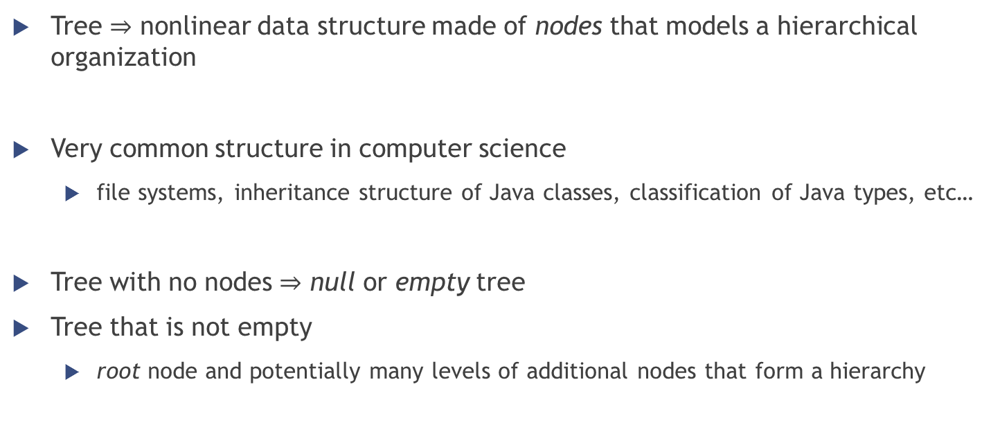 Tree ⇒ nonlinear data structure made of nodes that models a hierarchical
organization
Very common structure in computer science
file systems, inheritance structure of Java classes, classification of Java types, etc…
Tree with no nodes ⇒ null or empty tree
Tree that is not empty
root node and potentially many levels of additional nodes that form a hierarchy